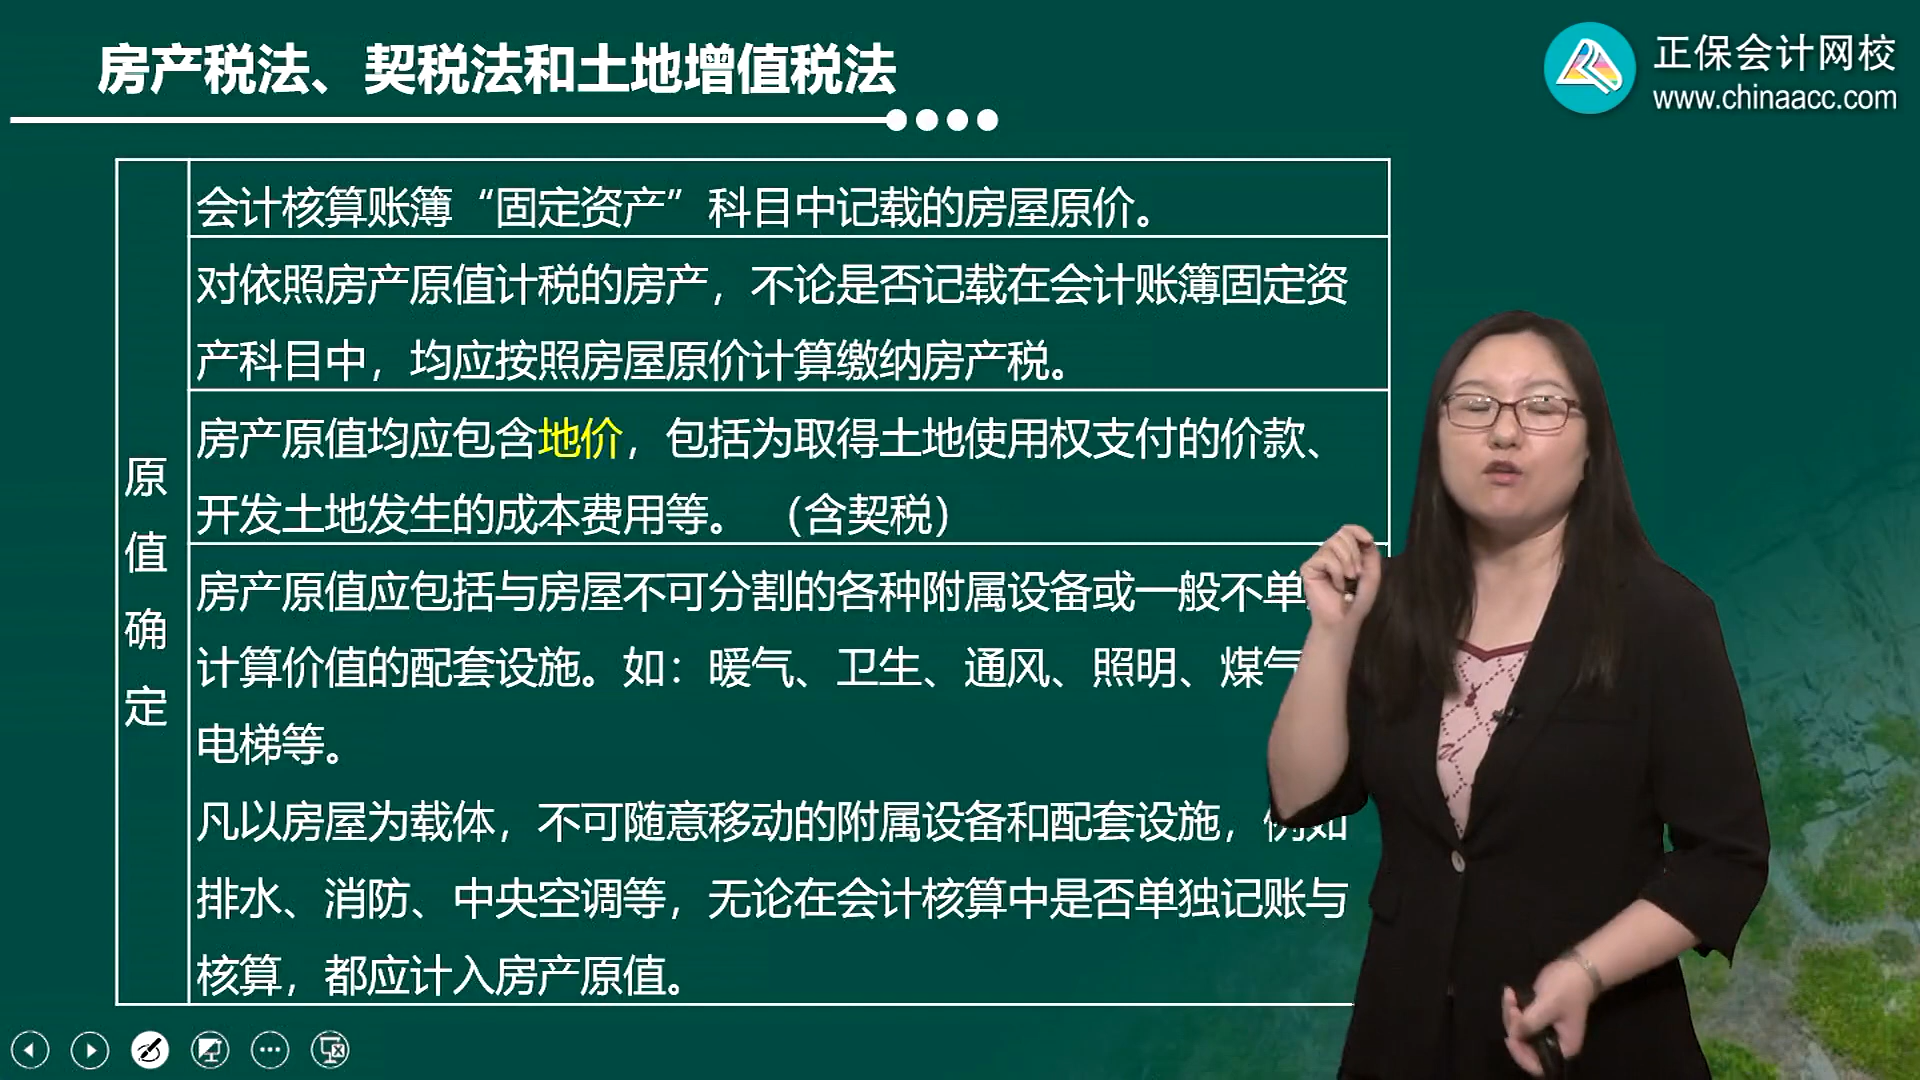 房产税法、契税法和土地增值税法
正保会计网校
www.chinaacc.com
原值确定
会计核算账簿“固定资产”科目中记载的房屋原价。
对依照房产原值计税的房产，不论是否记载在会计账簿固定资
产科目中，均应按照房屋原价计算缴纳房产税。
房产原值均应包含地价，包括为取得土地使用权支付的价款、
开发土地发生的成本费用等。（含契税）
房产原值应包括与房屋不可分割的各种附属设备或一般不单
计算价值的配套设施。如：暖气、卫生、通风、照明、煤气
电梯等。
凡以房屋为载体，不可随意移动的附属设备和配套设施，例如
排水、消防、中央空调等，无论在会计核算中是否单独记账与
核算，都应计入房产原值。